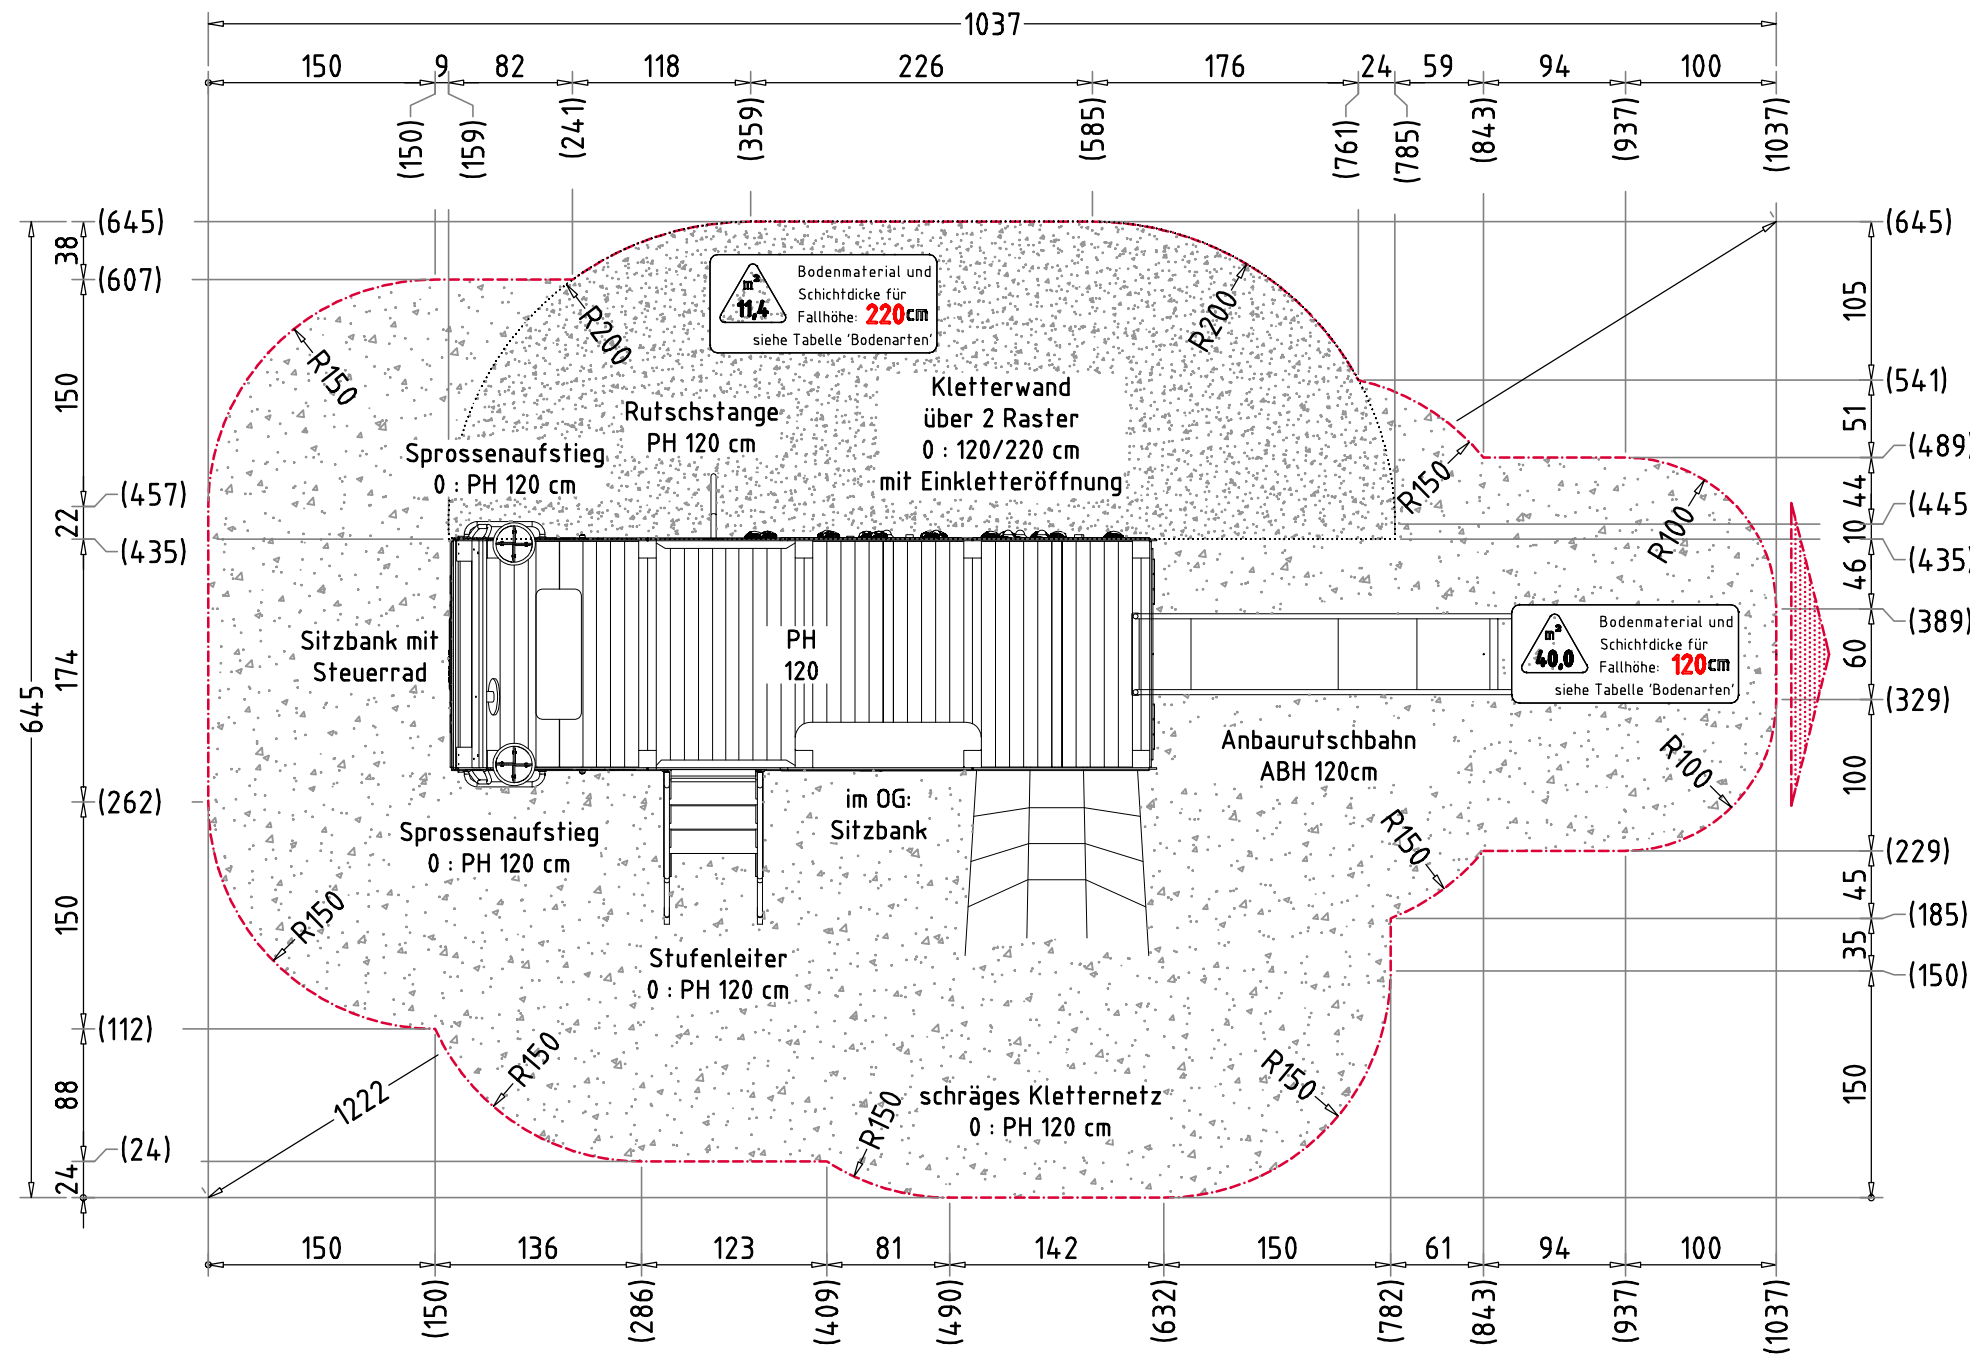 1037
150 9 82 118 226 176 24 59 94 100
(150) (159) (241) (359) (585) (761) (785) (843) (937) (1037)
(645) (645)
38
(607)
Bodenmaterial und
Schichtdicke für
Fallhöhe: 220cm
siehe Tabelle 'Bodenarten'
m²
11,4
R200 R200
105
R150
150
(541)
Kletterwand
über 2 Raster
0 : 120/220 cm
mit Einkletteröffnung
Rutschstange
PH 120 cm
Sprossenaufstieg
0 : PH 120 cm
51
(489)
R150
(457)
44
(445)
R100
22
10
(435) (435)
46
(389)
Sitzbank mit
Steuerrad
PH
120
Bodenmaterial und
Schichtdicke für
Fallhöhe: 120cm
siehe Tabelle 'Bodenarten'
m²
40,0
174
645
60
(329)
Anbaurutschbahn
ABH 120cm
R100
100
(262)
im OG:
Sitzbank
Sprossenaufstieg
0 : PH 120 cm
R150
(229)
45
(185)
150
R150
35
Stufenleiter
0 : PH 120 cm
(150)
(112)
R150
R150
1222
88
schräges Kletternetz
0 : PH 120 cm
R150
150
(24)
24
150 136 123 81 142 150 61 94 100
(150) (286) (409) (490) (632) (782) (843) (937) (1037)